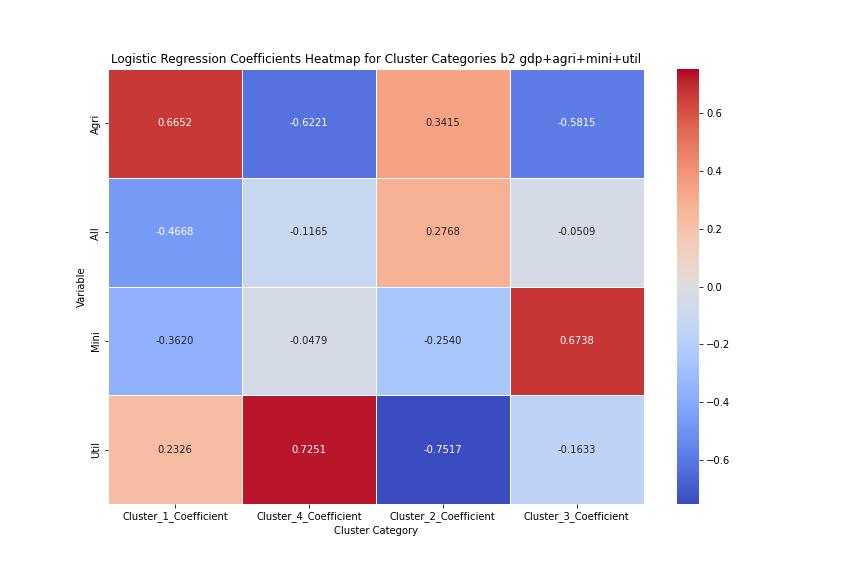 Logistic Regression Coefficients Heatmap for Cluster Categories b2 gdp+agri+mini+util
Variable
Agri 0.6652 -0.6221 0.3415 -0.5815
All -0.4668 -0.1165 0.2768 -0.0509
Mini -0.3620 -0.0479 -0.2540 0.6738
Util 0.2326 0.7251 -0.7517 -0.1633
Cluster_1_Coefficient Cluster_4_Coefficient Cluster_2_Coefficient Cluster_3_Coefficient
Cluster Category
0.6
0.4
0.2
0.0
−0.2
−0.4
−0.6